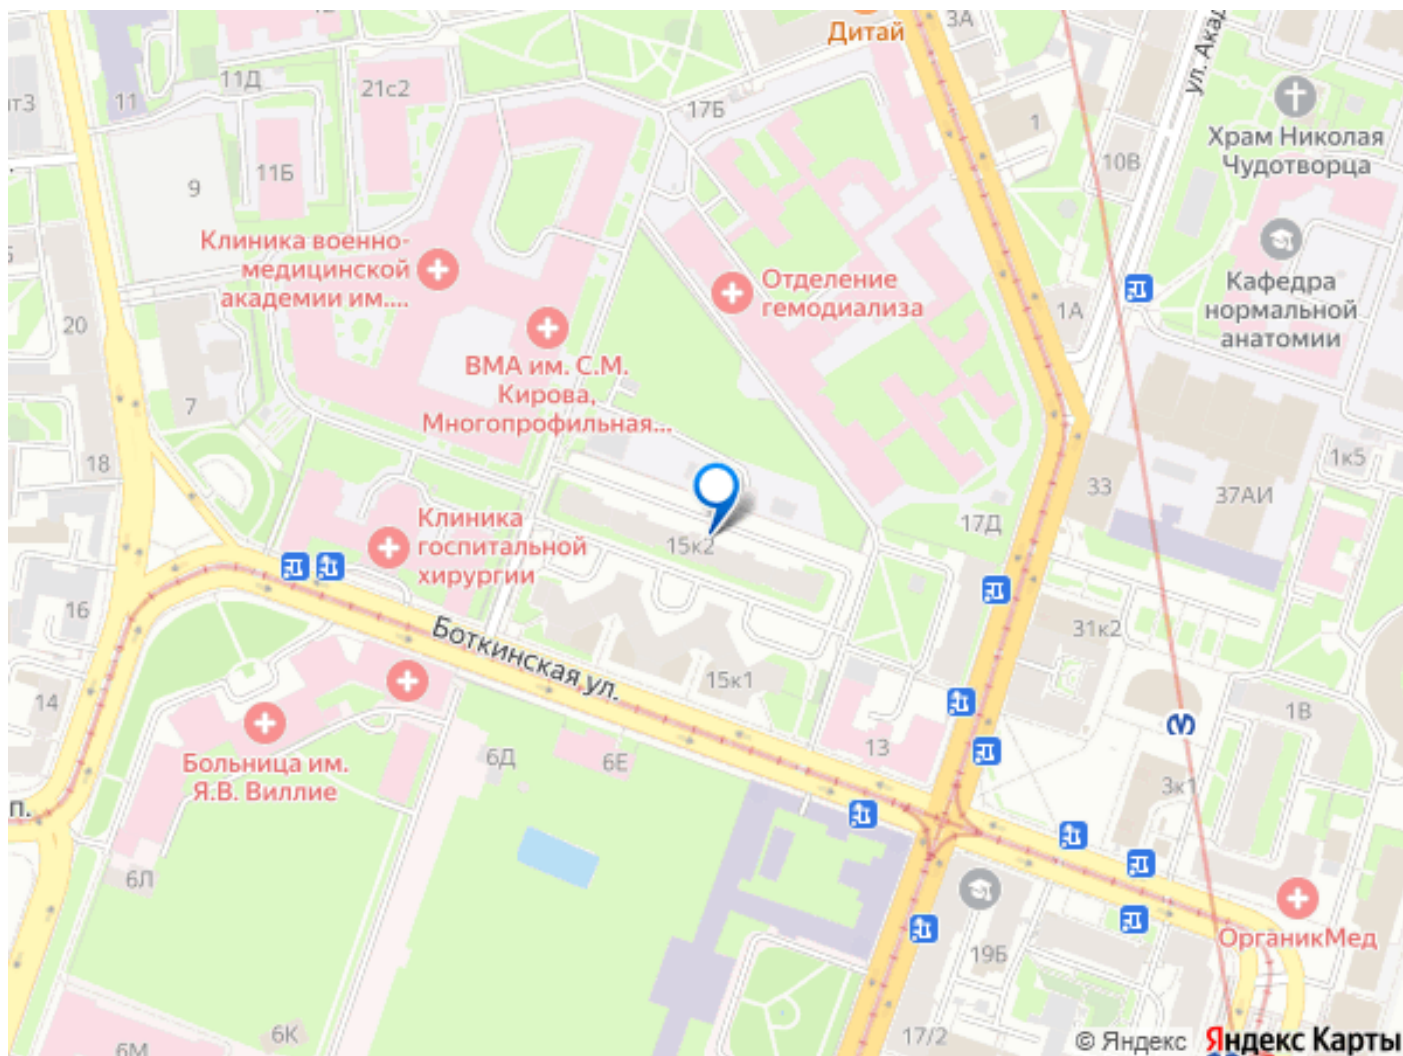 Дитай
3А
ул. Ака
11Д
21с2
11
17Б
1
10В
Храм Николая
Чудотворца
9
11Б
Клиника военно-
медицинской
академии им....
Отделение
гемодиализа
Кафедра
нормальной
анатомии
1А
20
ВМА им. С.М.
Кирова,
Многопрофильная...
7
18
1к5
33
37АИ
17Д
Клиника
госпитальной
хирургии
15к2
16
31к2
Боткинская ул.
15к1
14
1В
13
Больница им.
Я.В. Виллие
6Д
6Е
3к1
п.
6Л
ОрганикМед
19Б
6К
17/2
6М
© Яндекс
Яндекс Карты